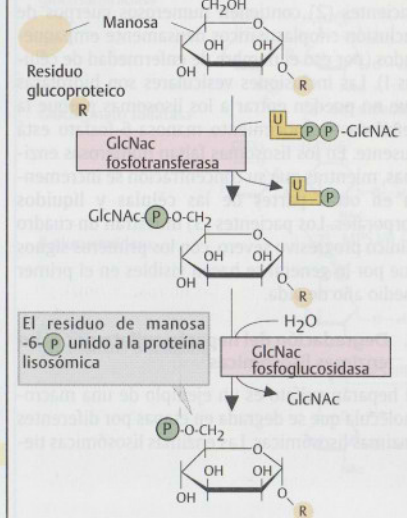 CH2OH
Manosa
O
OH
OH
OH
O
R
Residuo
glucoproteico
R
U
P P -GlcNAc
GlcNac
fosfotransferasa
U
P
GlcNAc- P -O-CH2
O
OH
OH
OH
O
R
El residuo de manosa
-6- P unido a la proteína
lisosómica
H2O
GlcNac
fosfoglucosidasa
GlcNAc
P -O-CH2
O
OH
OH
OH
O
R